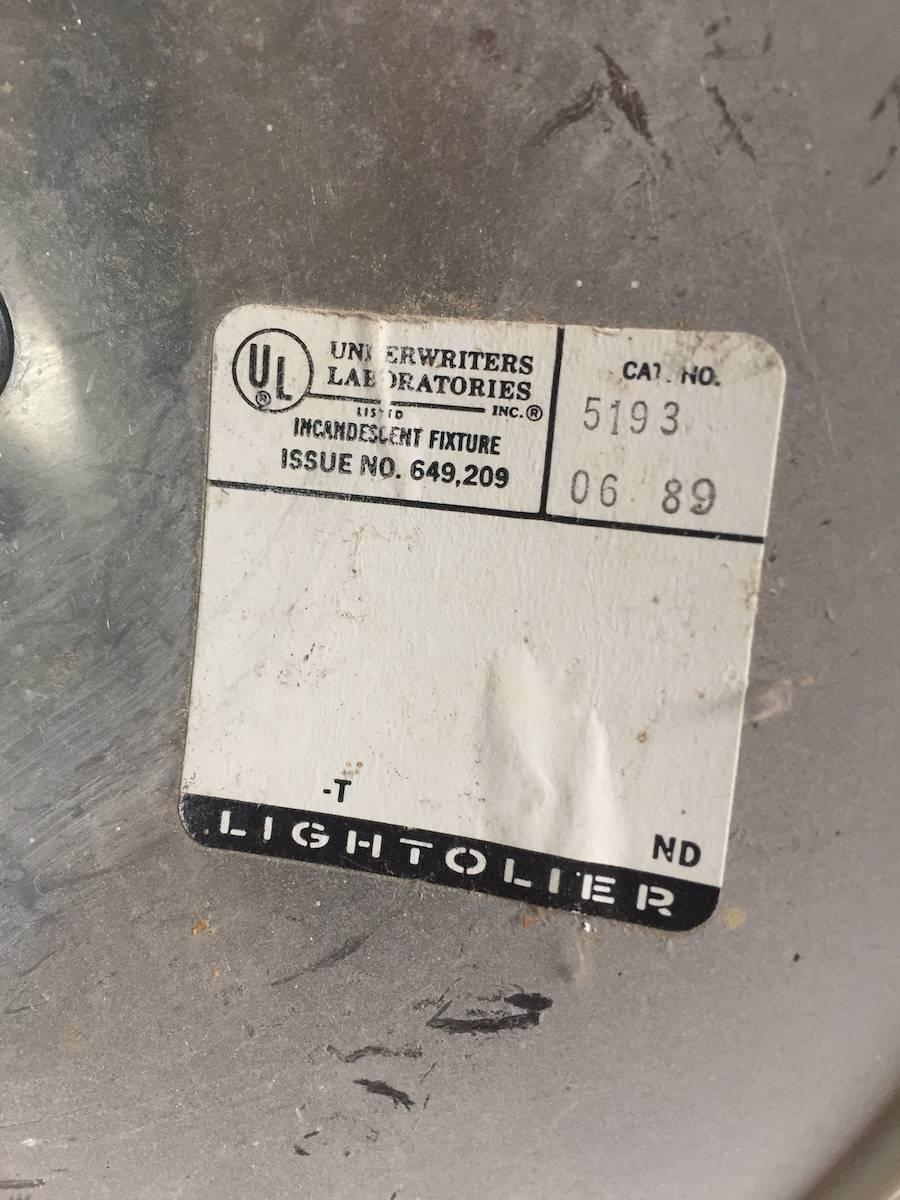 UL®
UNDERWRITERS
LABORATORIES
INC.®
LISTED
INCANDESCENT FIXTURE
ISSUE NO. 649,209
CAT. NO.
5193
06 89
-T
ND
LIGHTOLIER